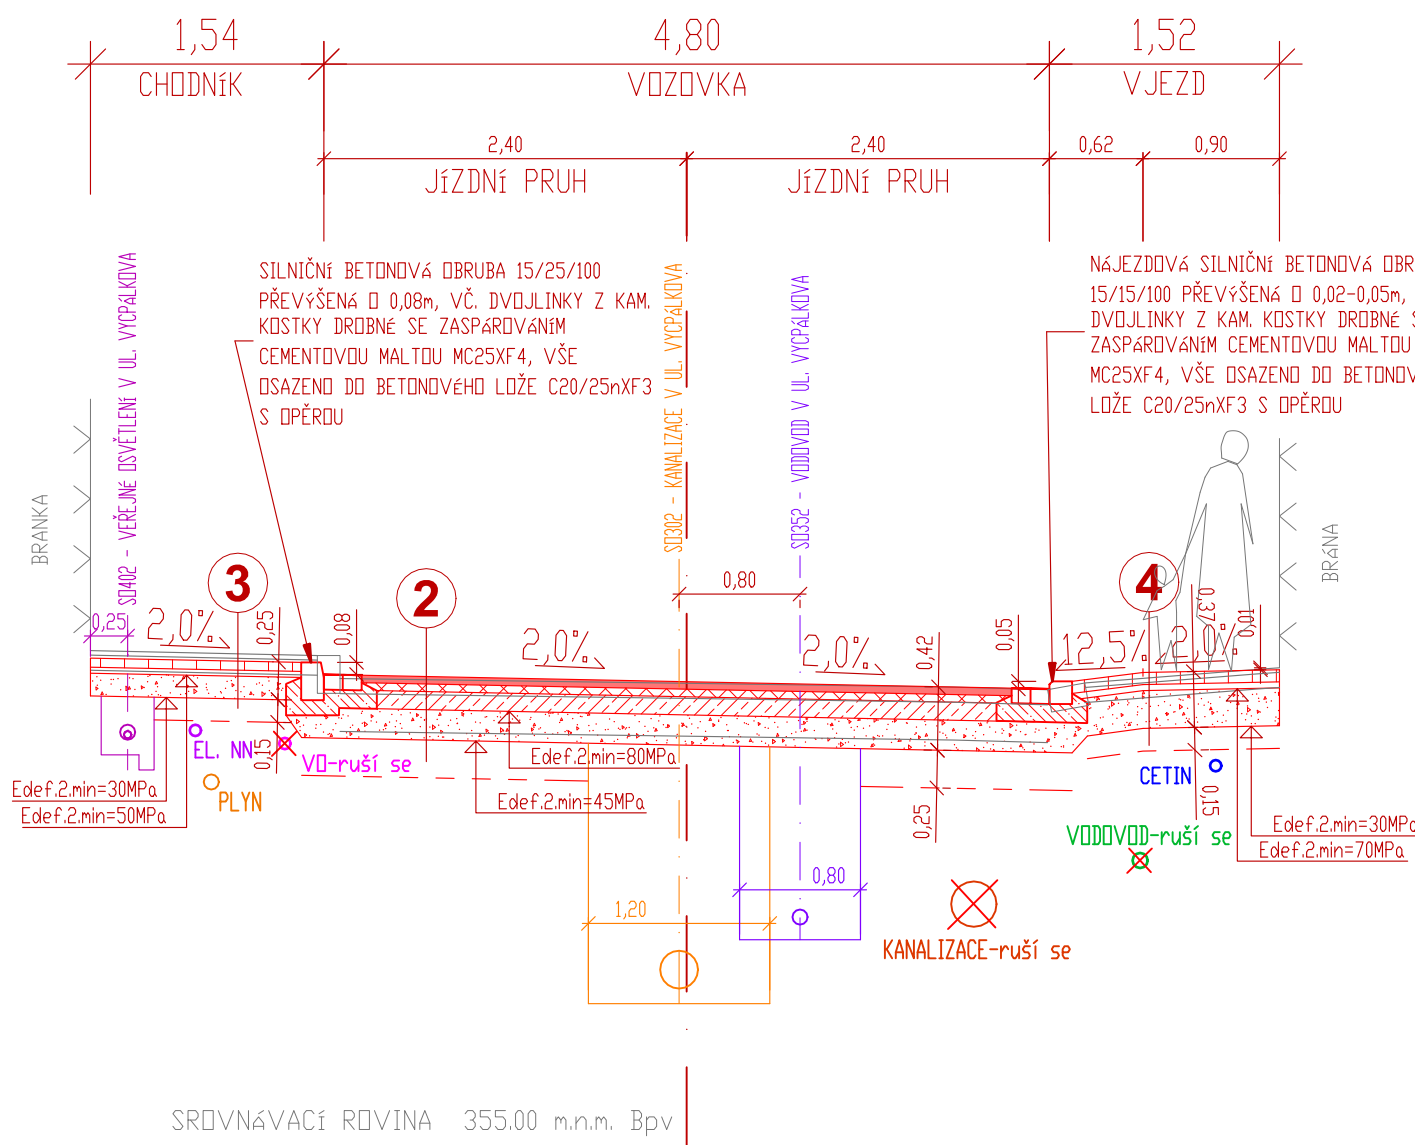 1,54
4,80
1,52
CHODNÍK
VOZOVKA
VJEZD
2,40
2,40
0,62
0,90
JÍZDNÍ PRUH
JÍZDNÍ PRUH
SILNIČNÍ BETONOVÁ OBRUBA 15/25/100
PŘEVÝŠENÁ O 0,08m, VČ. DVOJLINKY Z KAM.
KOSTKY DROBNÉ SE ZASPÁROVÁNÍM
CEMENTOVOU MALTOU MC25XF4, VŠE
OSAZENO DO BETONOVÉHO LOŽE C20/25nXF3
S OPĚROU
NÁJEZDOVÁ SILNIČNÍ BETONOVÁ OBR
15/15/100 PŘEVÝŠENÁ O 0,02-0,05m,
DVOJLINKY Z KAM. KOSTKY DROBNÉ S
ZASPÁROVÁNÍM CEMENTOVOU MALTOU
MC25XF4, VŠE OSAZENO DO BETONOV
LOŽE C20/25nXF3 S OPĚROU
BRANKA
SO402 - VEŘEJNÉ OSVĚTLENÍ V UL. VYCPÁLKOVA
SO302 - KANALIZACE V UL. VYCPÁLKOVA
SO352 - VODOVOD V UL. VYCPÁLKOVA
BRÁNA
3
2
4
0,80
0,25
2,0%
0,25
0,08
2,0%
2,0%
0,42
0,05
12,5%
2,0%
0,37
0,01
EL. NN
0,15
VO-ruší se
PLYN
Edef.2.min=30MPa
Edef.2.min=50MPa
Edef.2.min=80MPa
Edef.2.min=45MPa
0,25
CETIN
0,15
VODOVOD-ruší se
Edef.2.min=30MPa
Edef.2.min=70MPa
0,80
1,20
KANALIZACE-ruší se
SROVNÁVACÍ ROVINA 355.00 m.n.m. Bpv